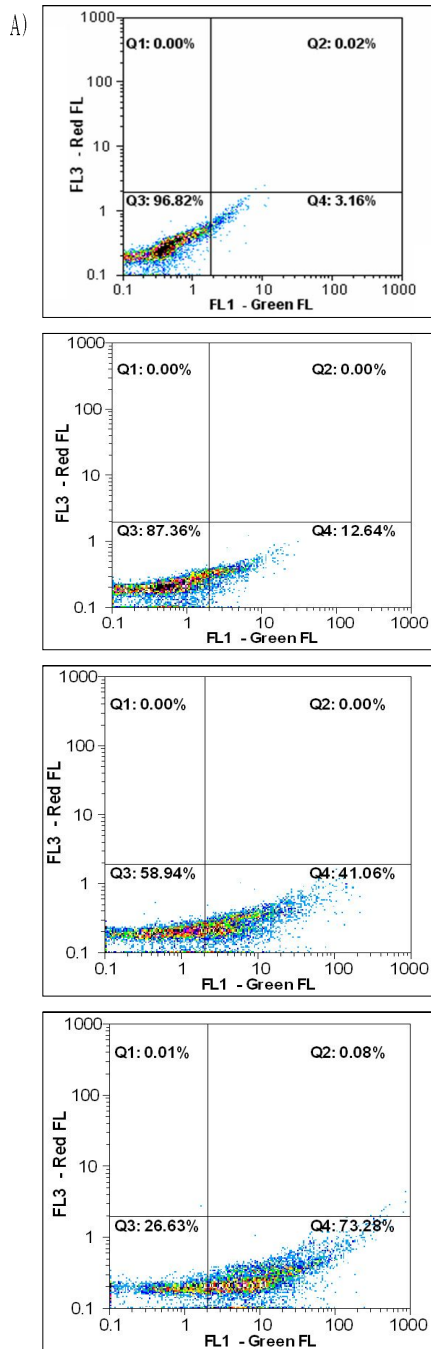 A)
1000
Q1: 0.00% Q2: 0.02%
100
FL3 - Red FL
10
Q3: 96.82% Q4: 3.16%
1
0.1
0.1 1 10 100 1000
FL1 - Green FL
1000
Q1: 0.00% Q2: 0.00%
100
FL3 - Red FL
10
Q3: 87.36% Q4: 12.64%
1
0.1
0.1 1 10 100 1000
FL1 - Green FL
1000
Q1: 0.00% Q2: 0.00%
100
FL3 - Red FL
10
Q3: 58.94% Q4: 41.06%
1
0.1
0.1 1 10 100 1000
FL1 - Green FL
1000
Q1: 0.01% Q2: 0.08%
100
FL3 - Red FL
10
Q3: 26.63% Q4: 73.28%
1
0.1
0.1 1 10 100 1000
FL1 - Green FL